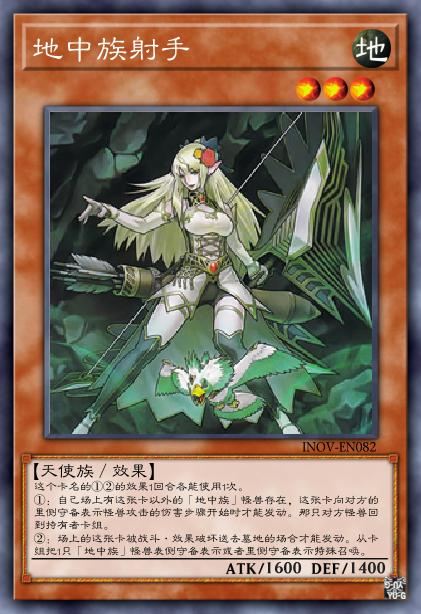 地中族射手
地
INOV-EN082
【天使族／效果】
这个卡名的①②的效果1回合各能使用1次。
①：自己场上有这张卡以外的「地中族」怪兽存在，这张卡向对方的
里侧守备表示怪兽攻击的伤害步骤开始时才能发动。那只对方怪兽回
到持有者卡组。
②：场上的这张卡被战斗·效果破坏送去墓地的场合才能发动。从卡
组把1只「地中族」怪兽表侧守备表示或者里侧守备表示特殊召唤。
ATK/1600 DEF/1400